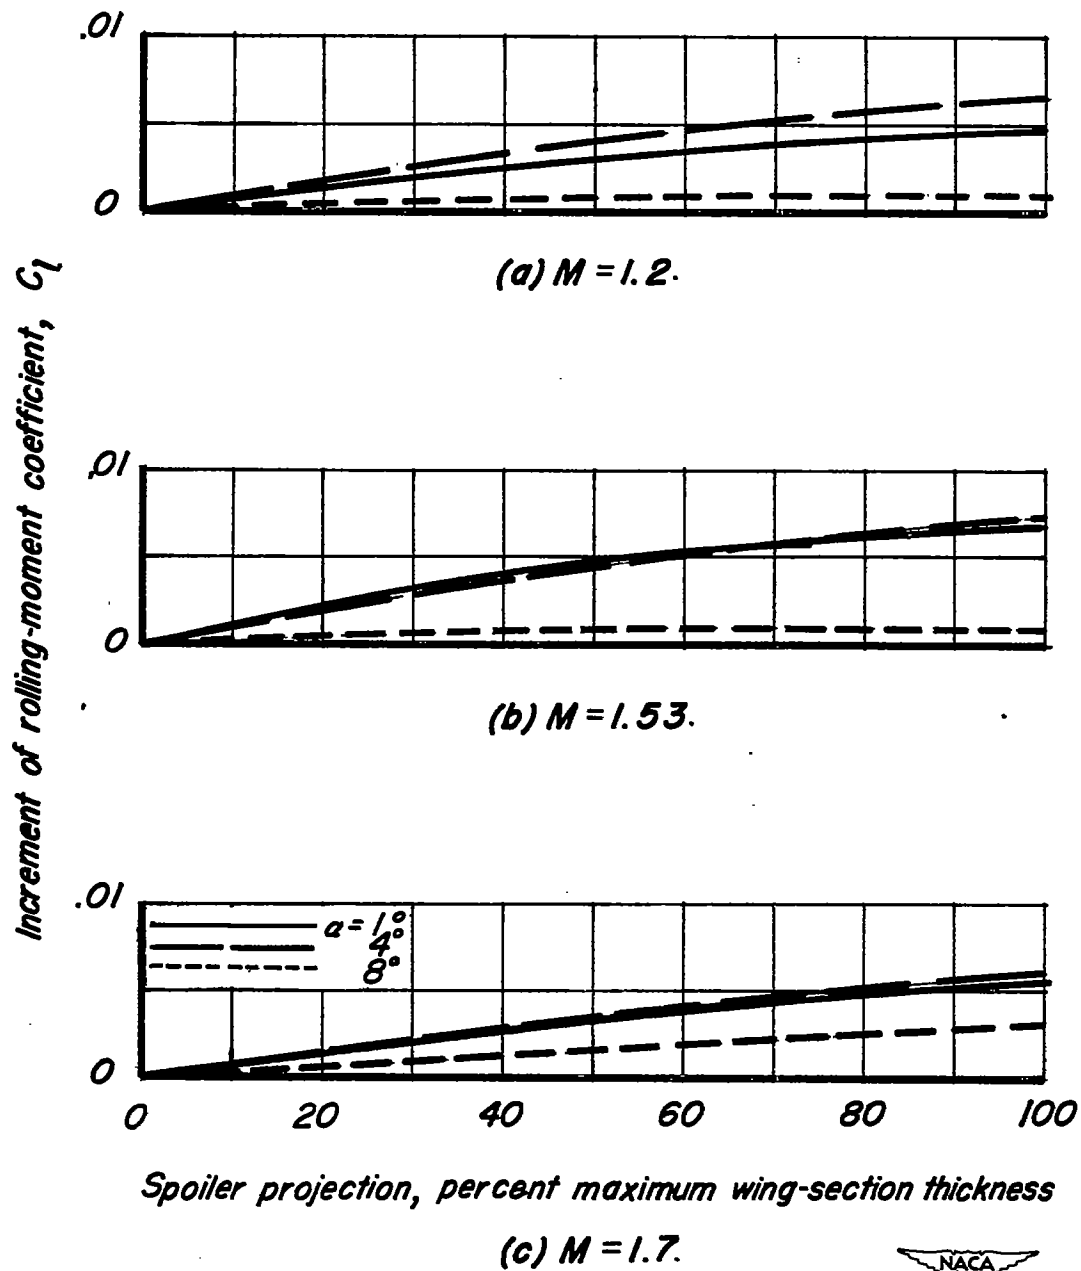 .01
0
(a) M = 1.2.
Increment of rolling-moment coefficient, Cl
.01
0
(b) M = 1.53.
.01
α = 1°
4°
8°
0
0 20 40 60 80 100
Spoiler projection, percent maximum wing-section thickness
(c) M = 1.7.
NACA